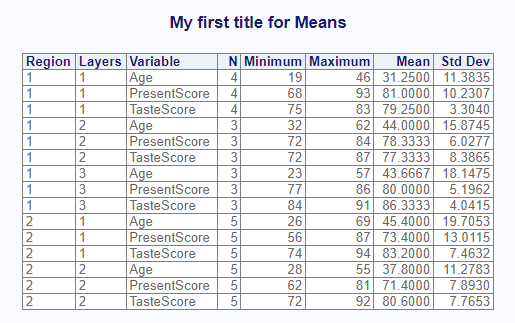 My first title for Means
Region Layers Variable N Minimum Maximum Mean Std Dev
1 1 Age 4 19 46 31.2500 11.3835
1 1 PresentScore 4 68 93 81.0000 10.2307
1 1 TasteScore 4 75 83 79.2500 3.3040
1 2 Age 3 32 62 44.0000 15.8745
1 2 PresentScore 3 72 84 78.3333 6.0277
1 2 TasteScore 3 72 87 77.3333 8.3865
1 3 Age 3 23 57 43.6667 18.1475
1 3 PresentScore 3 77 86 80.0000 5.1962
1 3 TasteScore 3 84 91 86.3333 4.0415
2 1 Age 5 26 69 45.4000 19.7053
2 1 PresentScore 5 56 87 73.4000 13.0115
2 1 TasteScore 5 74 94 83.2000 7.4632
2 2 Age 5 28 55 37.8000 11.2783
2 2 PresentScore 5 62 81 71.4000 7.8930
2 2 TasteScore 5 72 92 80.6000 7.7653